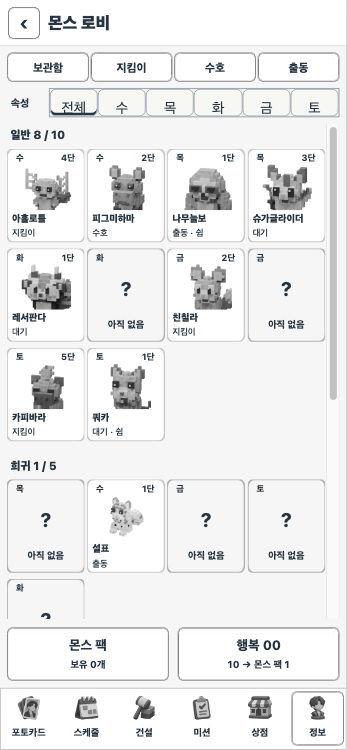 몬스 로비
보관함 지킴이 수호 출동
속성 전체 수 목 화 금 토
일반 8 / 10
수 4단 수 2단 목 1단 목 3단
아홀로틀 피그미하마 나무늘보 슈가글라이더
지킴이 수호 출동 · 쉼 대기
화 1단 화 금 2단 금
? ?
레서판다 아직 없음 친칠라 아직 없음
대기 지킴이
토 5단 토 1단
카피바라 쿼카
지킴이 대기 · 쉼
희귀 1 / 5
목 수 1단 금 토
? ? ?
아직 없음 설표 아직 없음 아직 없음
출동
화
?
몬스 팩 행복 00
보유 0개 10 → 몬스 팩 1
포토카드 스케줄 건설 미션 상점 정보